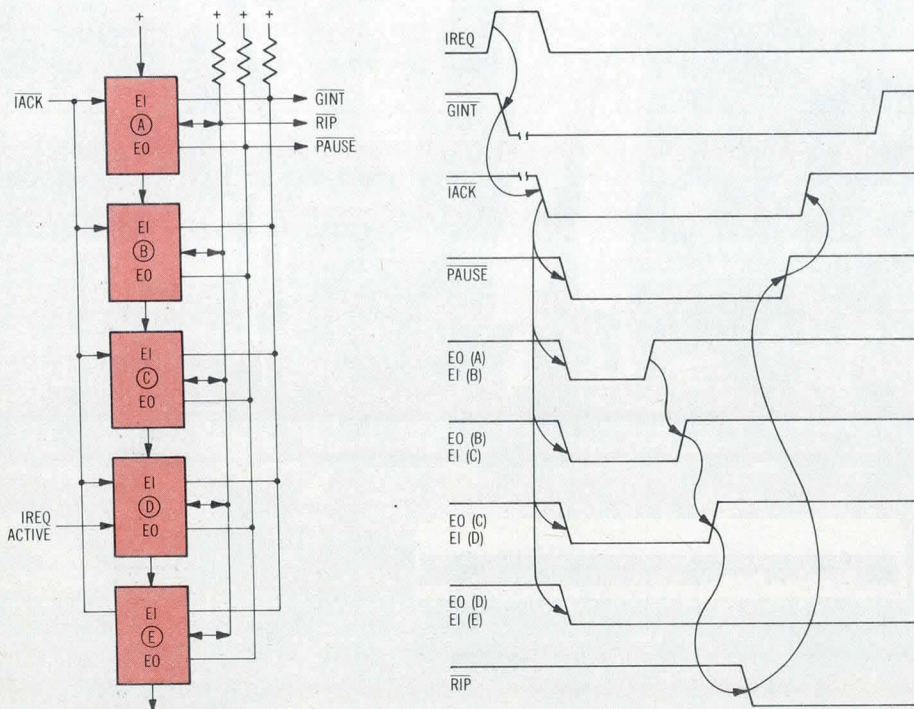 +
+ + +
IACK
EI
A
EO
GINT
RIP
PAUSE
EI
B
EO
EI
C
EO
IREQ
ACTIVE
EI
D
EO
EI
E
EO
IREQ
GINT
IACK
PAUSE
EO (A)
EI (B)
EO (B)
EI (C)
EO (C)
EI (D)
EO (D)
EI (E)
RIP